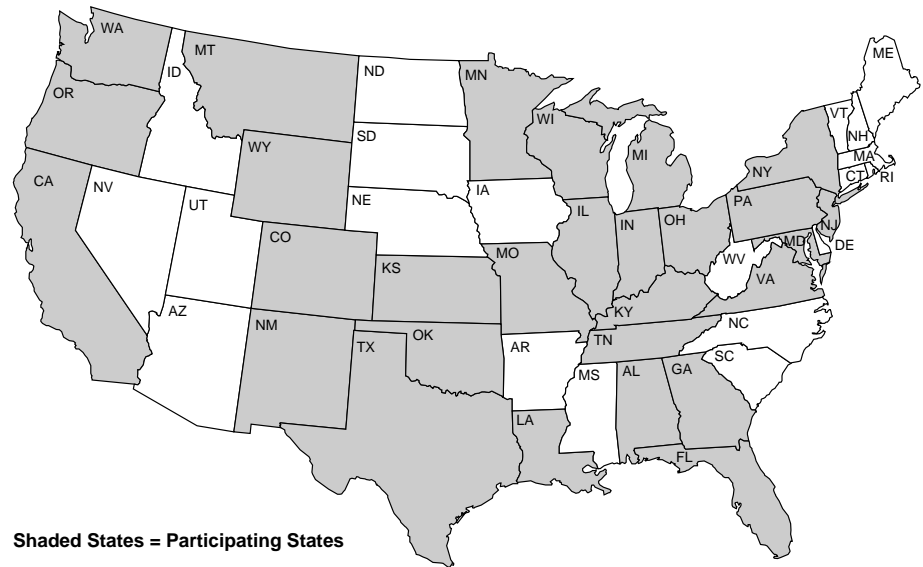 WA
MT
ND
MN
ME
ID
OR
SD
WI
VT
NH
WY
MI
MA
NY
CT
RI
CA
NV
NE
IA
PA
UT
IL
IN
OH
NJ
CO
MD
DE
KS
MO
WV
VA
AZ
KY
NM
OK
NC
TX
AR
TN
SC
MS
AL
GA
LA
FL
Shaded States = Participating States